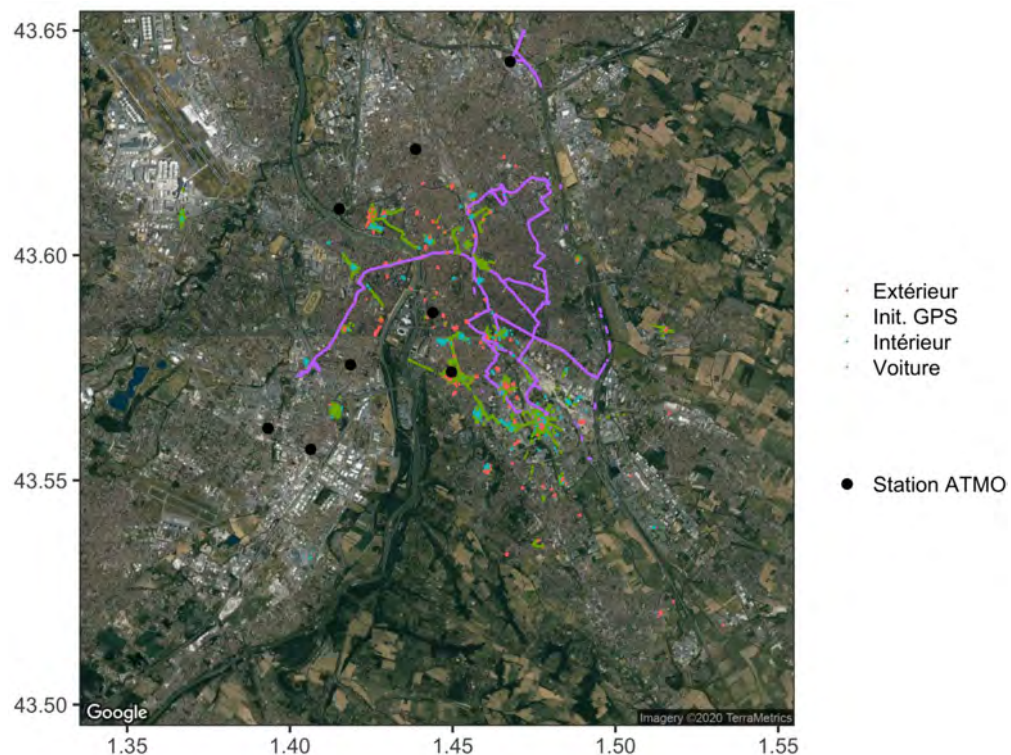 43.65
43.60
43.55
43.50
1.35
1.40
1.45
1.50
1.55
Google
Imagery ©2020 TerraMetrics
Extérieur
Init. GPS
Intérieur
Voiture
Station ATMO